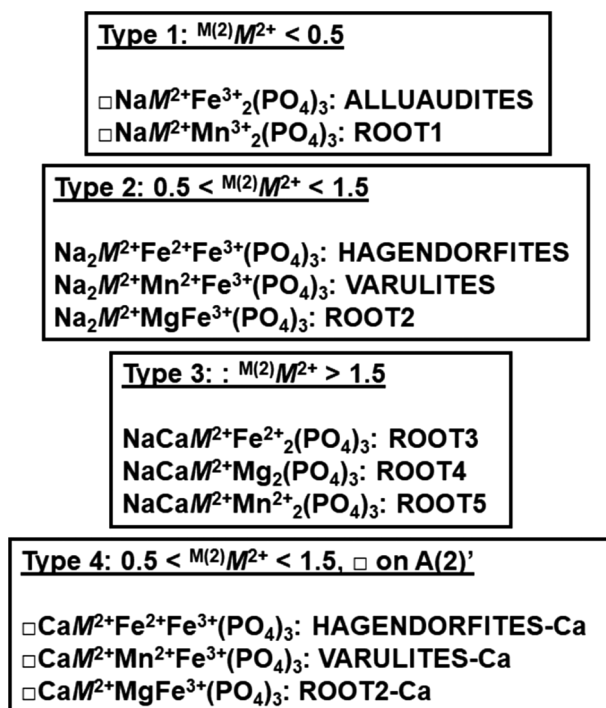 Type 1: ᴹ⁽²⁾M²⁺ < 0.5
□NaM²⁺Fe³⁺₂(PO₄)₃: ALLUAUDITES
□NaM²⁺Mn³⁺₂(PO₄)₃: ROOT1
Type 2: 0.5 < ᴹ⁽²⁾M²⁺ < 1.5
Na₂M²⁺Fe²⁺Fe³⁺(PO₄)₃: HAGENDORFITES
Na₂M²⁺Mn²⁺Fe³⁺(PO₄)₃: VARULITES
Na₂M²⁺MgFe³⁺(PO₄)₃: ROOT2
Type 3: : ᴹ⁽²⁾M²⁺ > 1.5
NaCaM²⁺Fe²⁺₂(PO₄)₃: ROOT3
NaCaM²⁺Mg₂(PO₄)₃: ROOT4
NaCaM²⁺Mn²⁺₂(PO₄)₃: ROOT5
Type 4: 0.5 < ᴹ⁽²⁾M²⁺ < 1.5, □ on A(2)’
□CaM²⁺Fe²⁺Fe³⁺(PO₄)₃: HAGENDORFITES-Ca
□CaM²⁺Mn²⁺Fe³⁺(PO₄)₃: VARULITES-Ca
□CaM²⁺MgFe³⁺(PO₄)₃: ROOT2-Ca